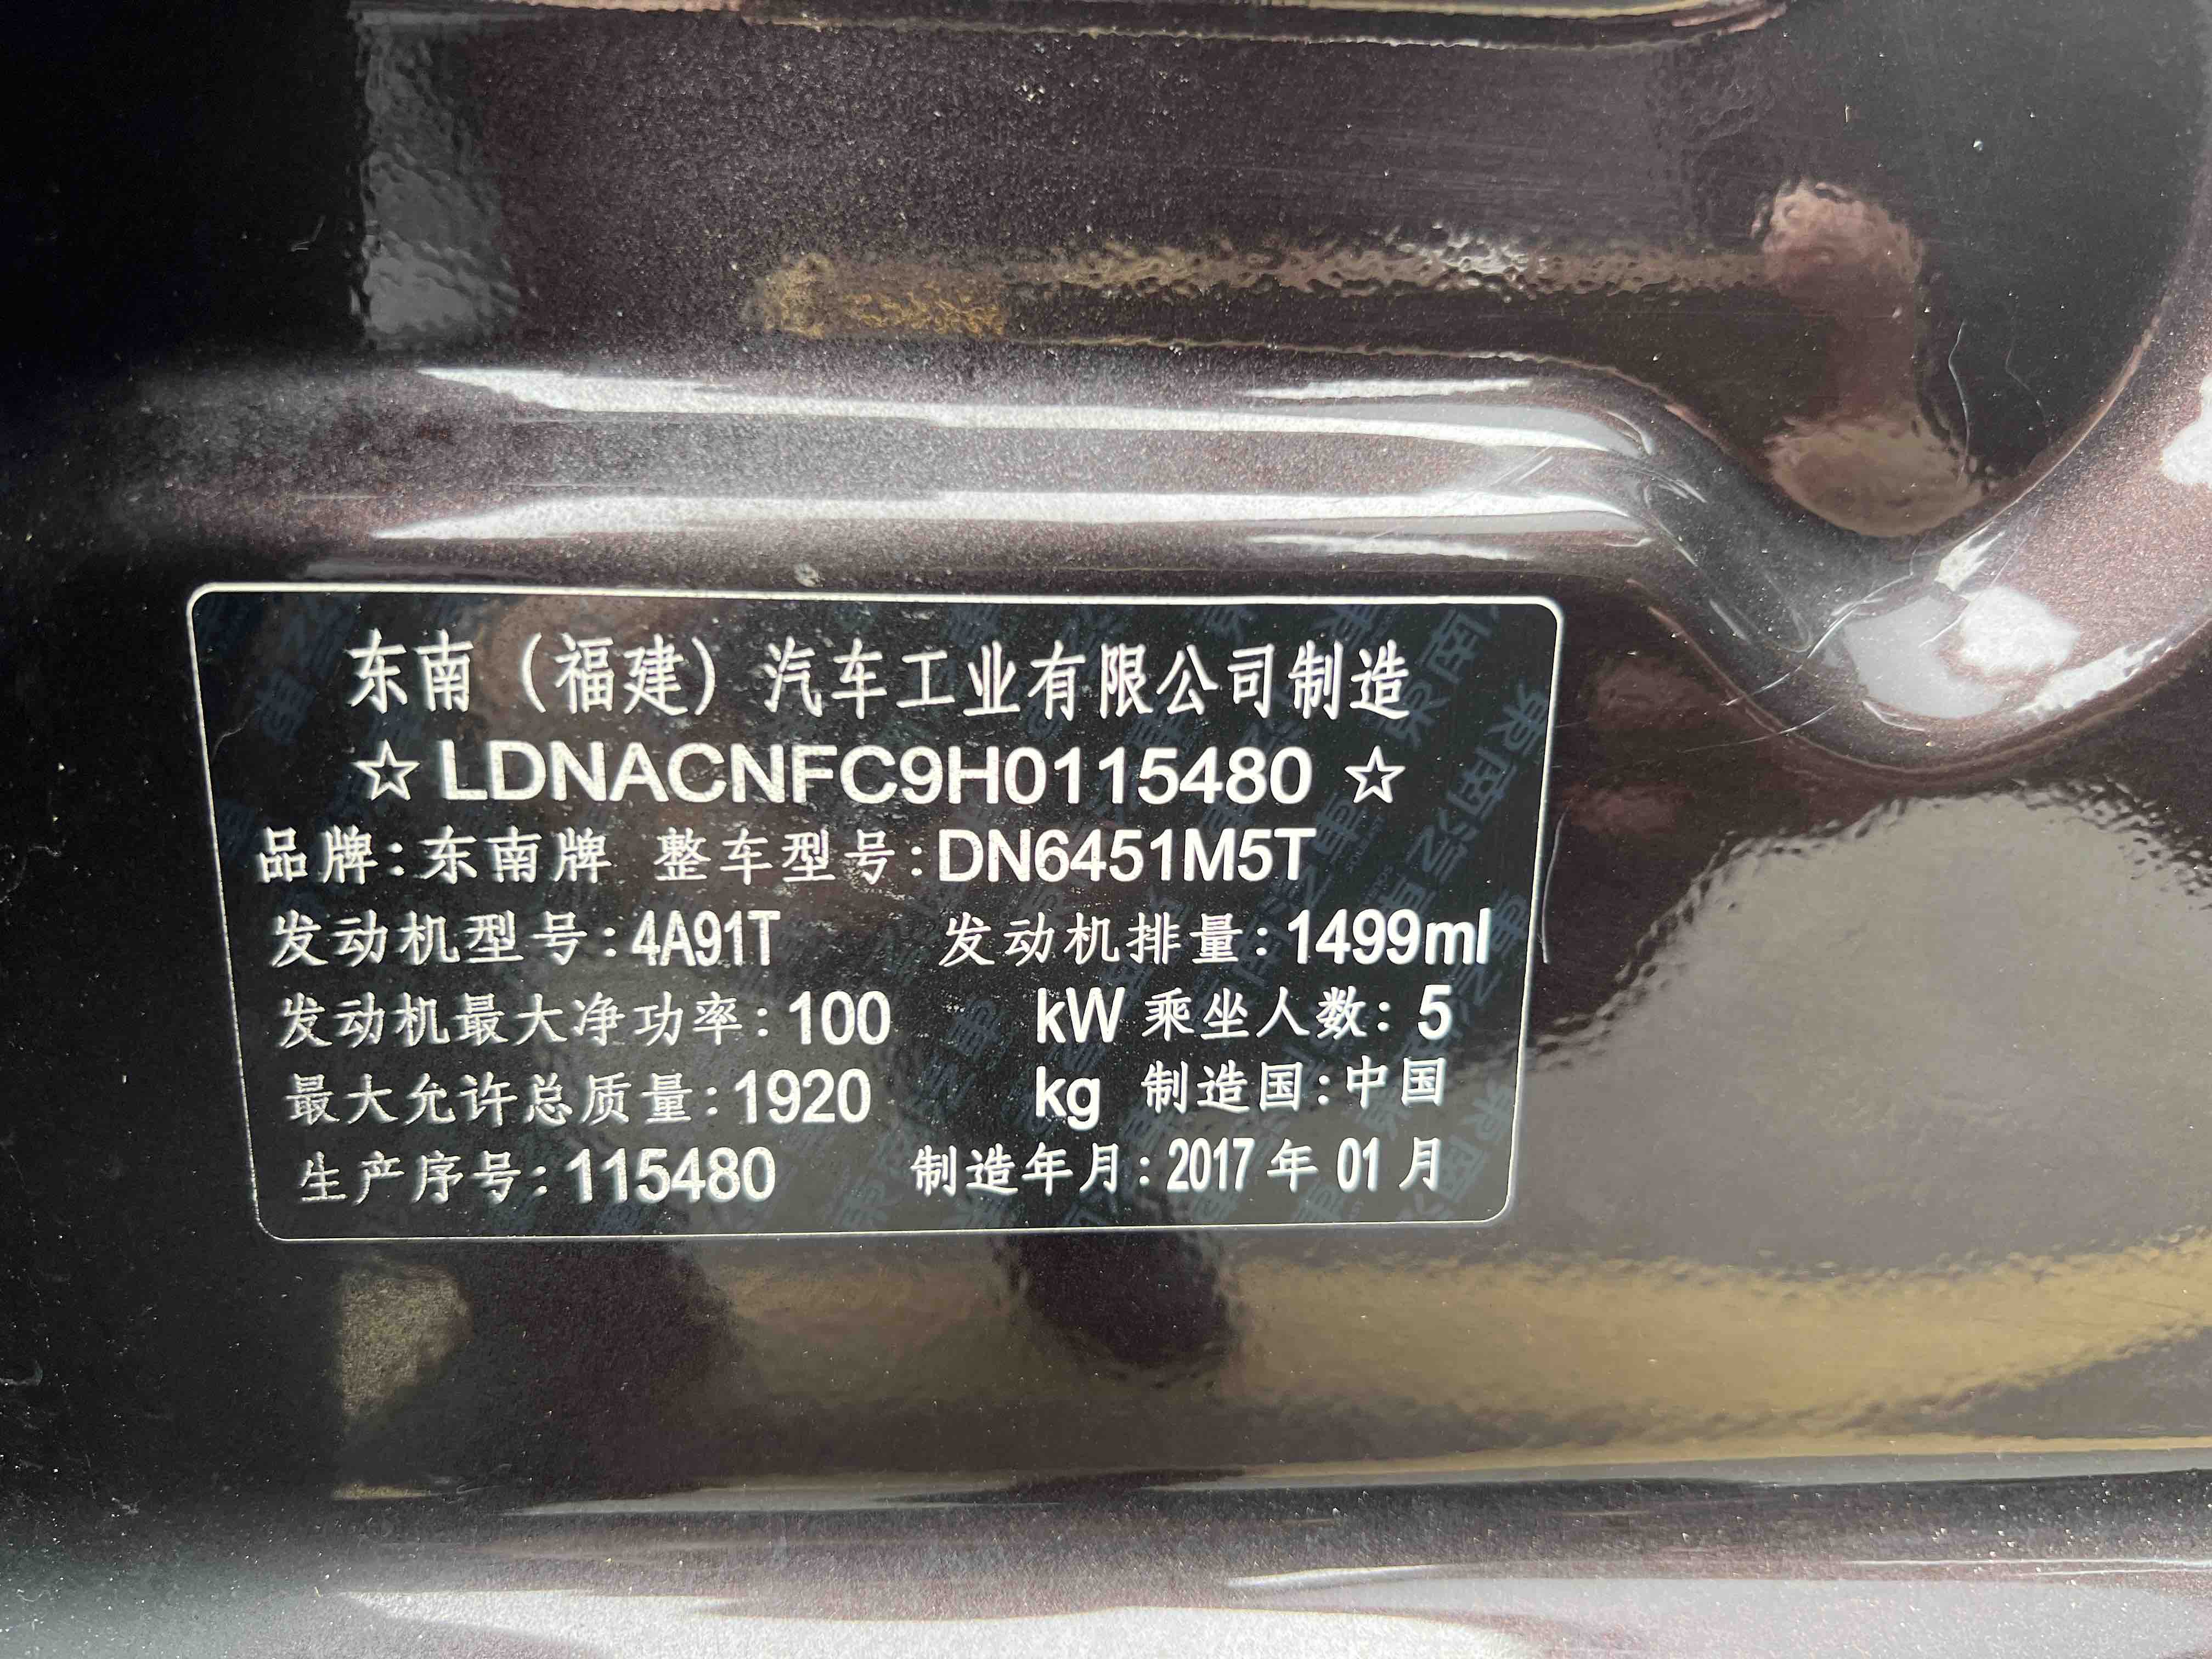 东南（福建）汽车工业有限公司制造
☆LDNACNFC9H0115480☆
品牌:东南牌 整车型号:DN6451M5T
发动机型号:4A91T 发动机排量:1499ml
发动机最大净功率:100 kW 乘坐人数:5
最大允许总质量:1920 kg 制造国:中国
生产序号:115480 制造年月:2017年01月